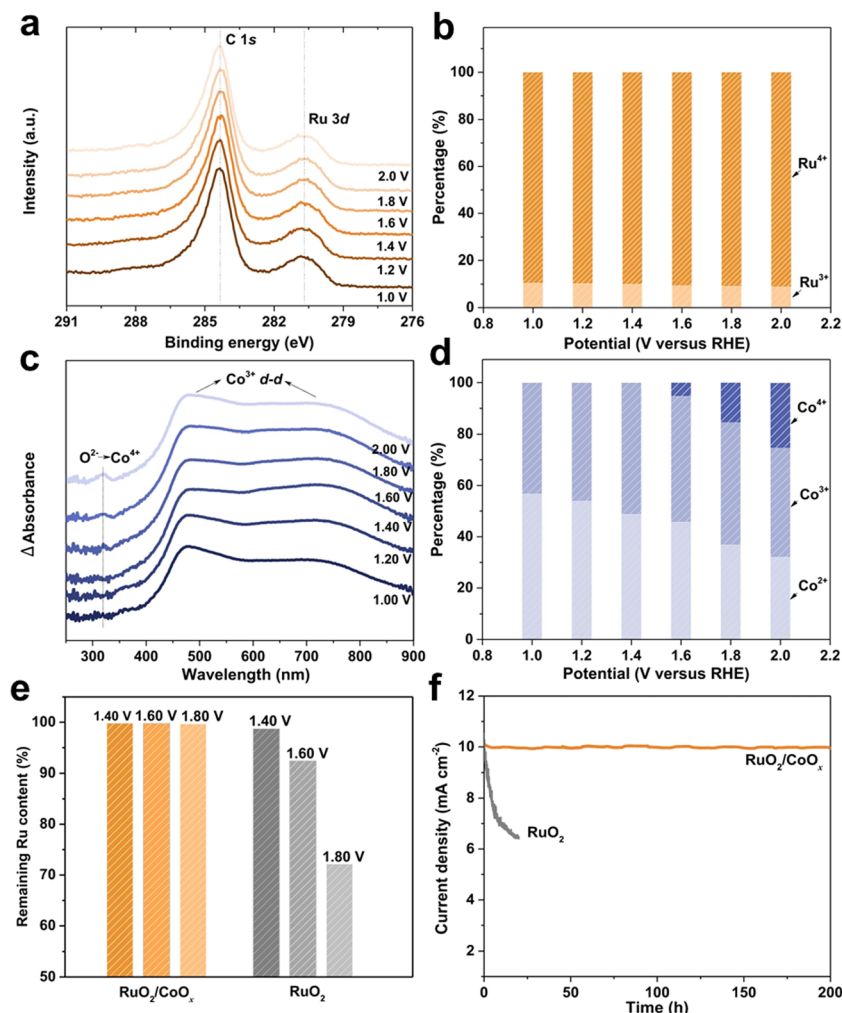 a
C 1s
Ru 3d
2.0 V
1.8 V
1.6 V
1.4 V
1.2 V
1.0 V
Intensity (a.u.)
291 288 285 282 279 276
Binding energy (eV)
b
100
80
60
40
20
0
Percentage (%)
Ru⁴⁺
Ru³⁺
0.8 1.0 1.2 1.4 1.6 1.8 2.0 2.2
Potential (V versus RHE)
c
Co³⁺ d-d
O²⁻→Co⁴⁺
2.00 V
1.80 V
1.60 V
1.40 V
1.20 V
1.00 V
Δ Absorbance
300 400 500 600 700 800 900
Wavelength (nm)
d
100
80
60
40
20
0
Percentage (%)
Co⁴⁺
Co³⁺
Co²⁺
0.8 1.0 1.2 1.4 1.6 1.8 2.0 2.2
Potential (V versus RHE)
e
100
90
80
70
60
50
Remaining Ru content (%)
1.40 V 1.60 V 1.80 V
1.40 V
1.60 V
1.80 V
RuO₂/CoOₓ RuO₂
f
12
10
8
6
4
2
Current density (mA cm⁻²)
RuO₂/CoOₓ
RuO₂
0 50 100 150 200
Time (h)